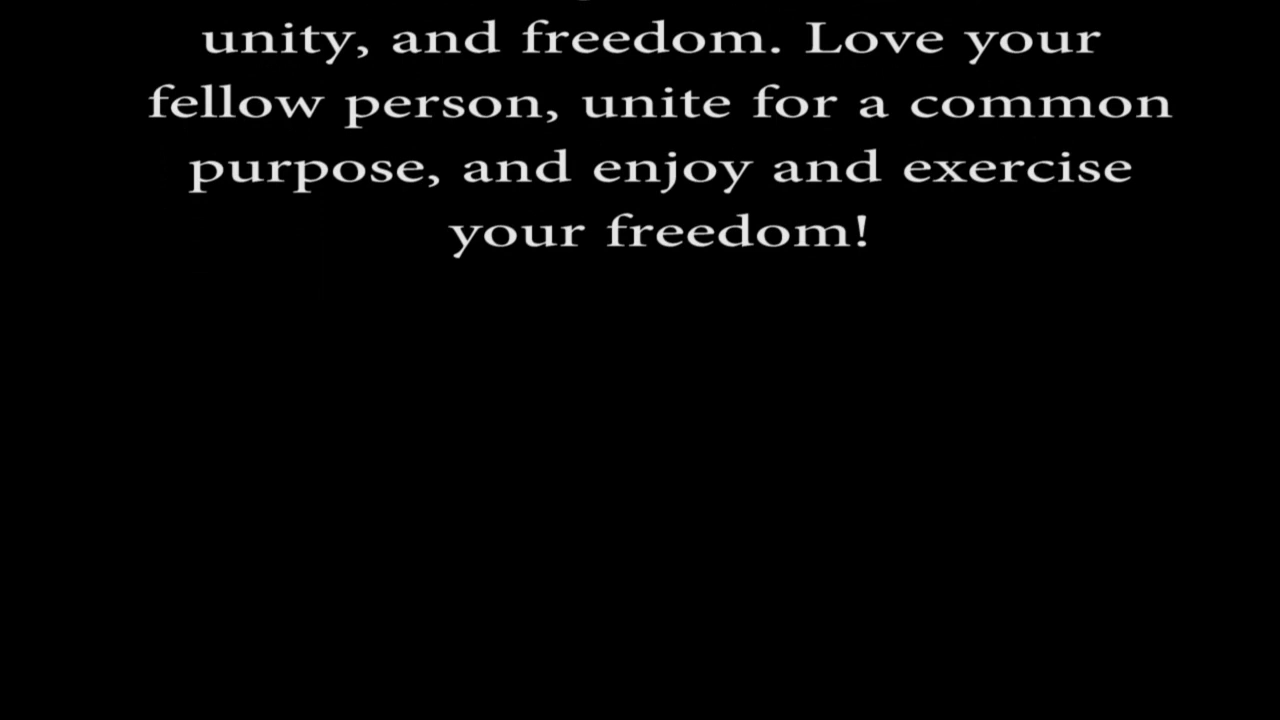 unity, and freedom. Love your
fellow person, unite for a common
purpose, and enjoy and exercise
your freedom!